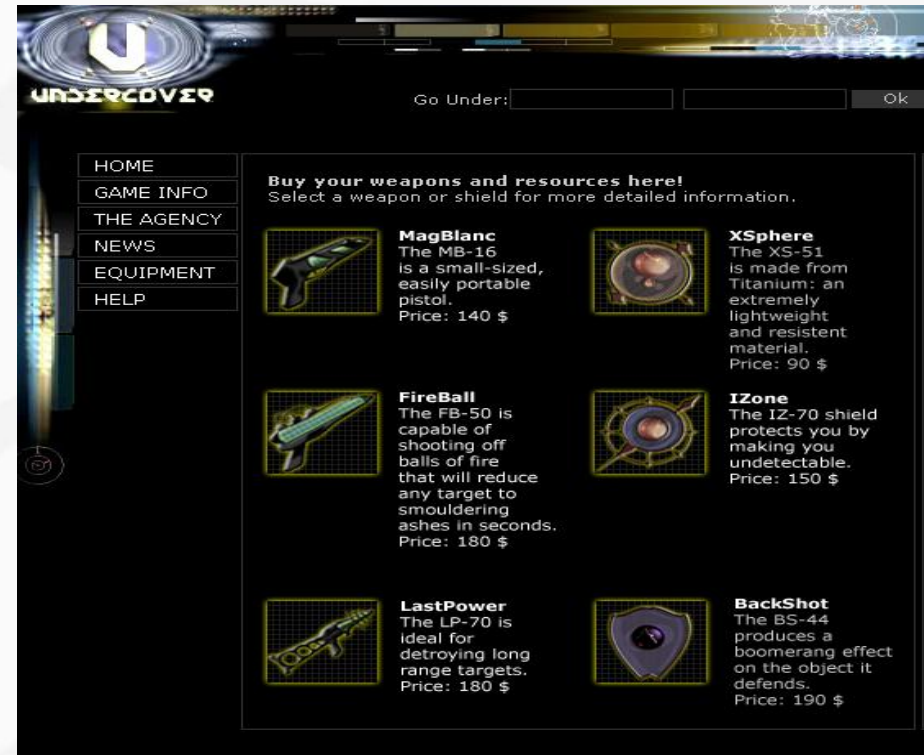 UNDERCOVER
Go Under:
Ok
HOME
GAME INFO
THE AGENCY
NEWS
EQUIPMENT
HELP
Buy your weapons and resources here!
Select a weapon or shield for more detailed information.
MagBlanc
The MB-16
is a small-sized,
easily portable
pistol.
Price: 140 $
XSphere
The XS-51
is made from
Titanium: an
extremely
lightweight
and resistent
material.
Price: 90 $
FireBall
The FB-50 is
capable of
shooting off
balls of fire
that will reduce
any target to
smouldering
ashes in seconds.
Price: 180 $
IZone
The IZ-70 shield
protects you by
making you
undetectable.
Price: 150 $
LastPower
The LP-70 is
ideal for
detroying long
range targets.
Price: 180 $
BackShot
The BS-44
produces a
boomerang effect
on the object it
defends.
Price: 190 $